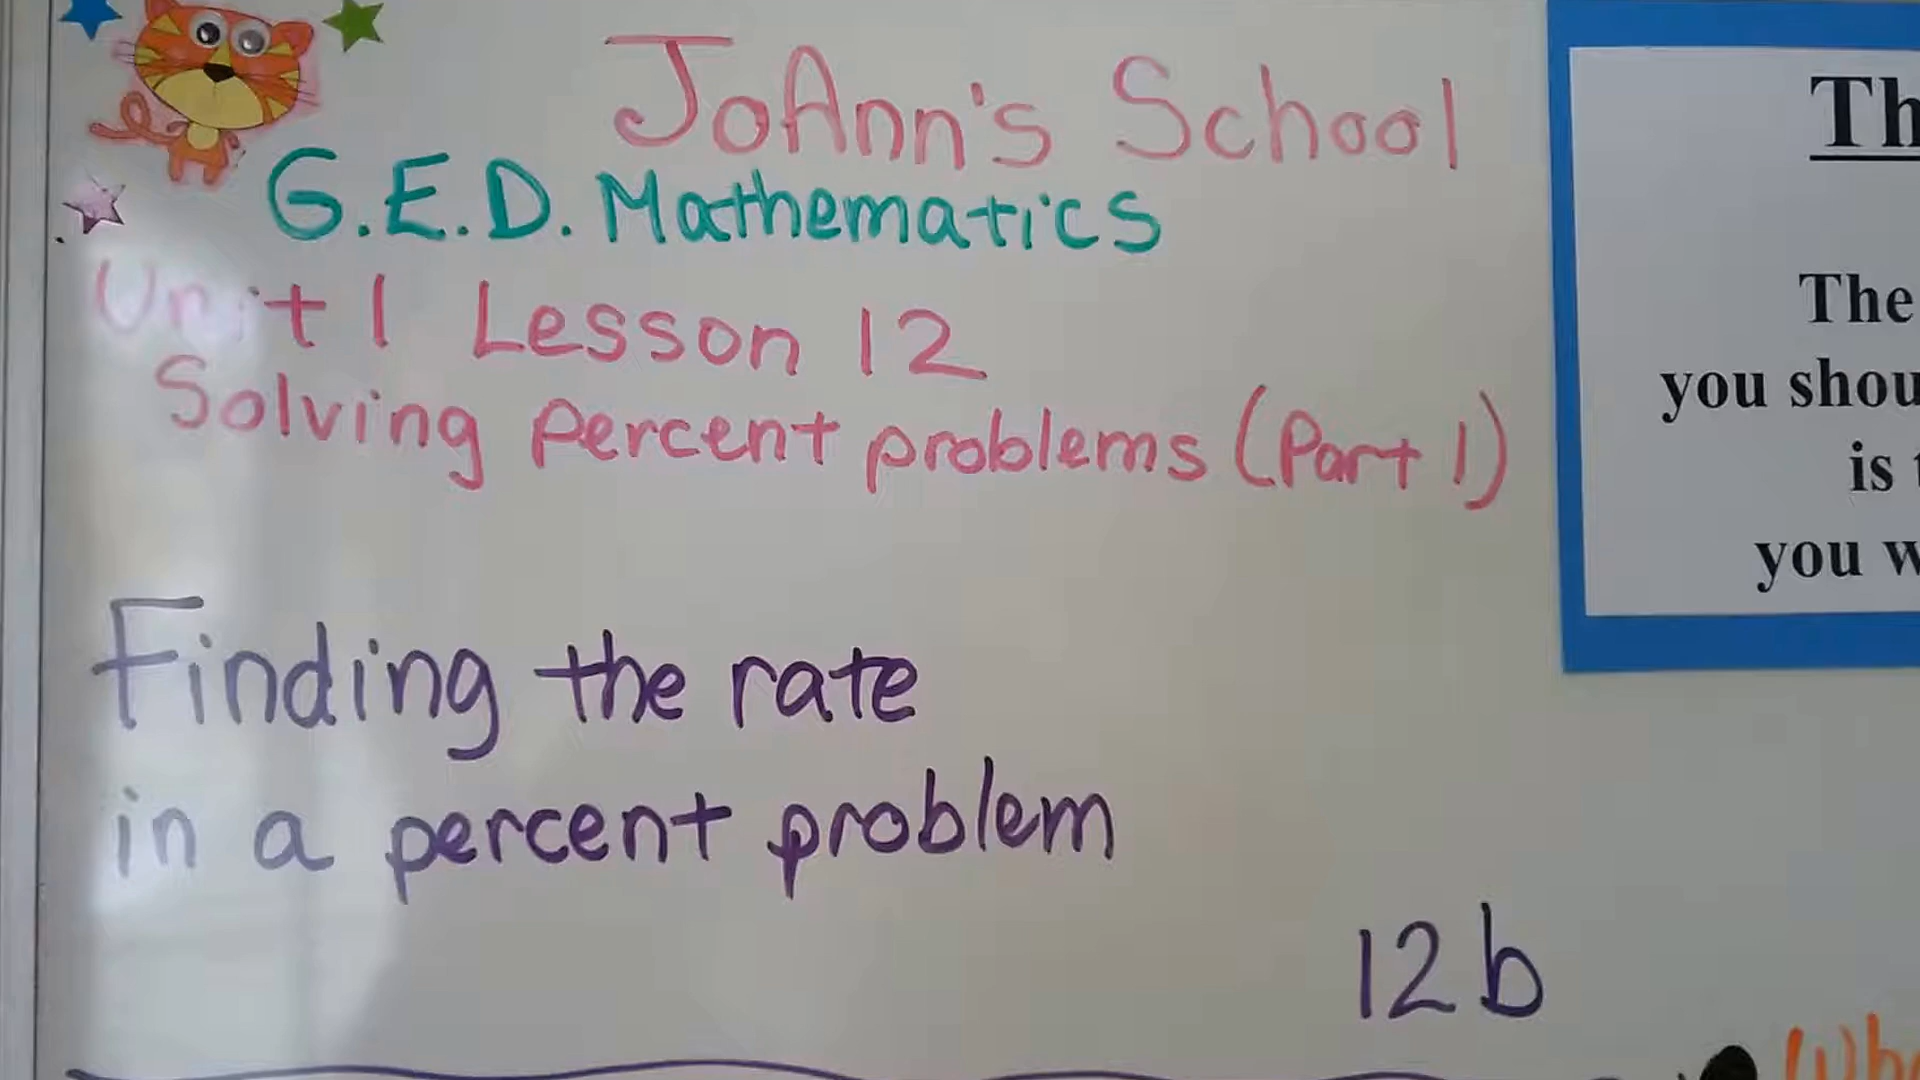 JoAnn's School
G.E.D. Mathematics
Unit 1 Lesson 12
Solving percent problems (Part 1)
Finding the rate
in a percent problem
12b
The
you
is
you